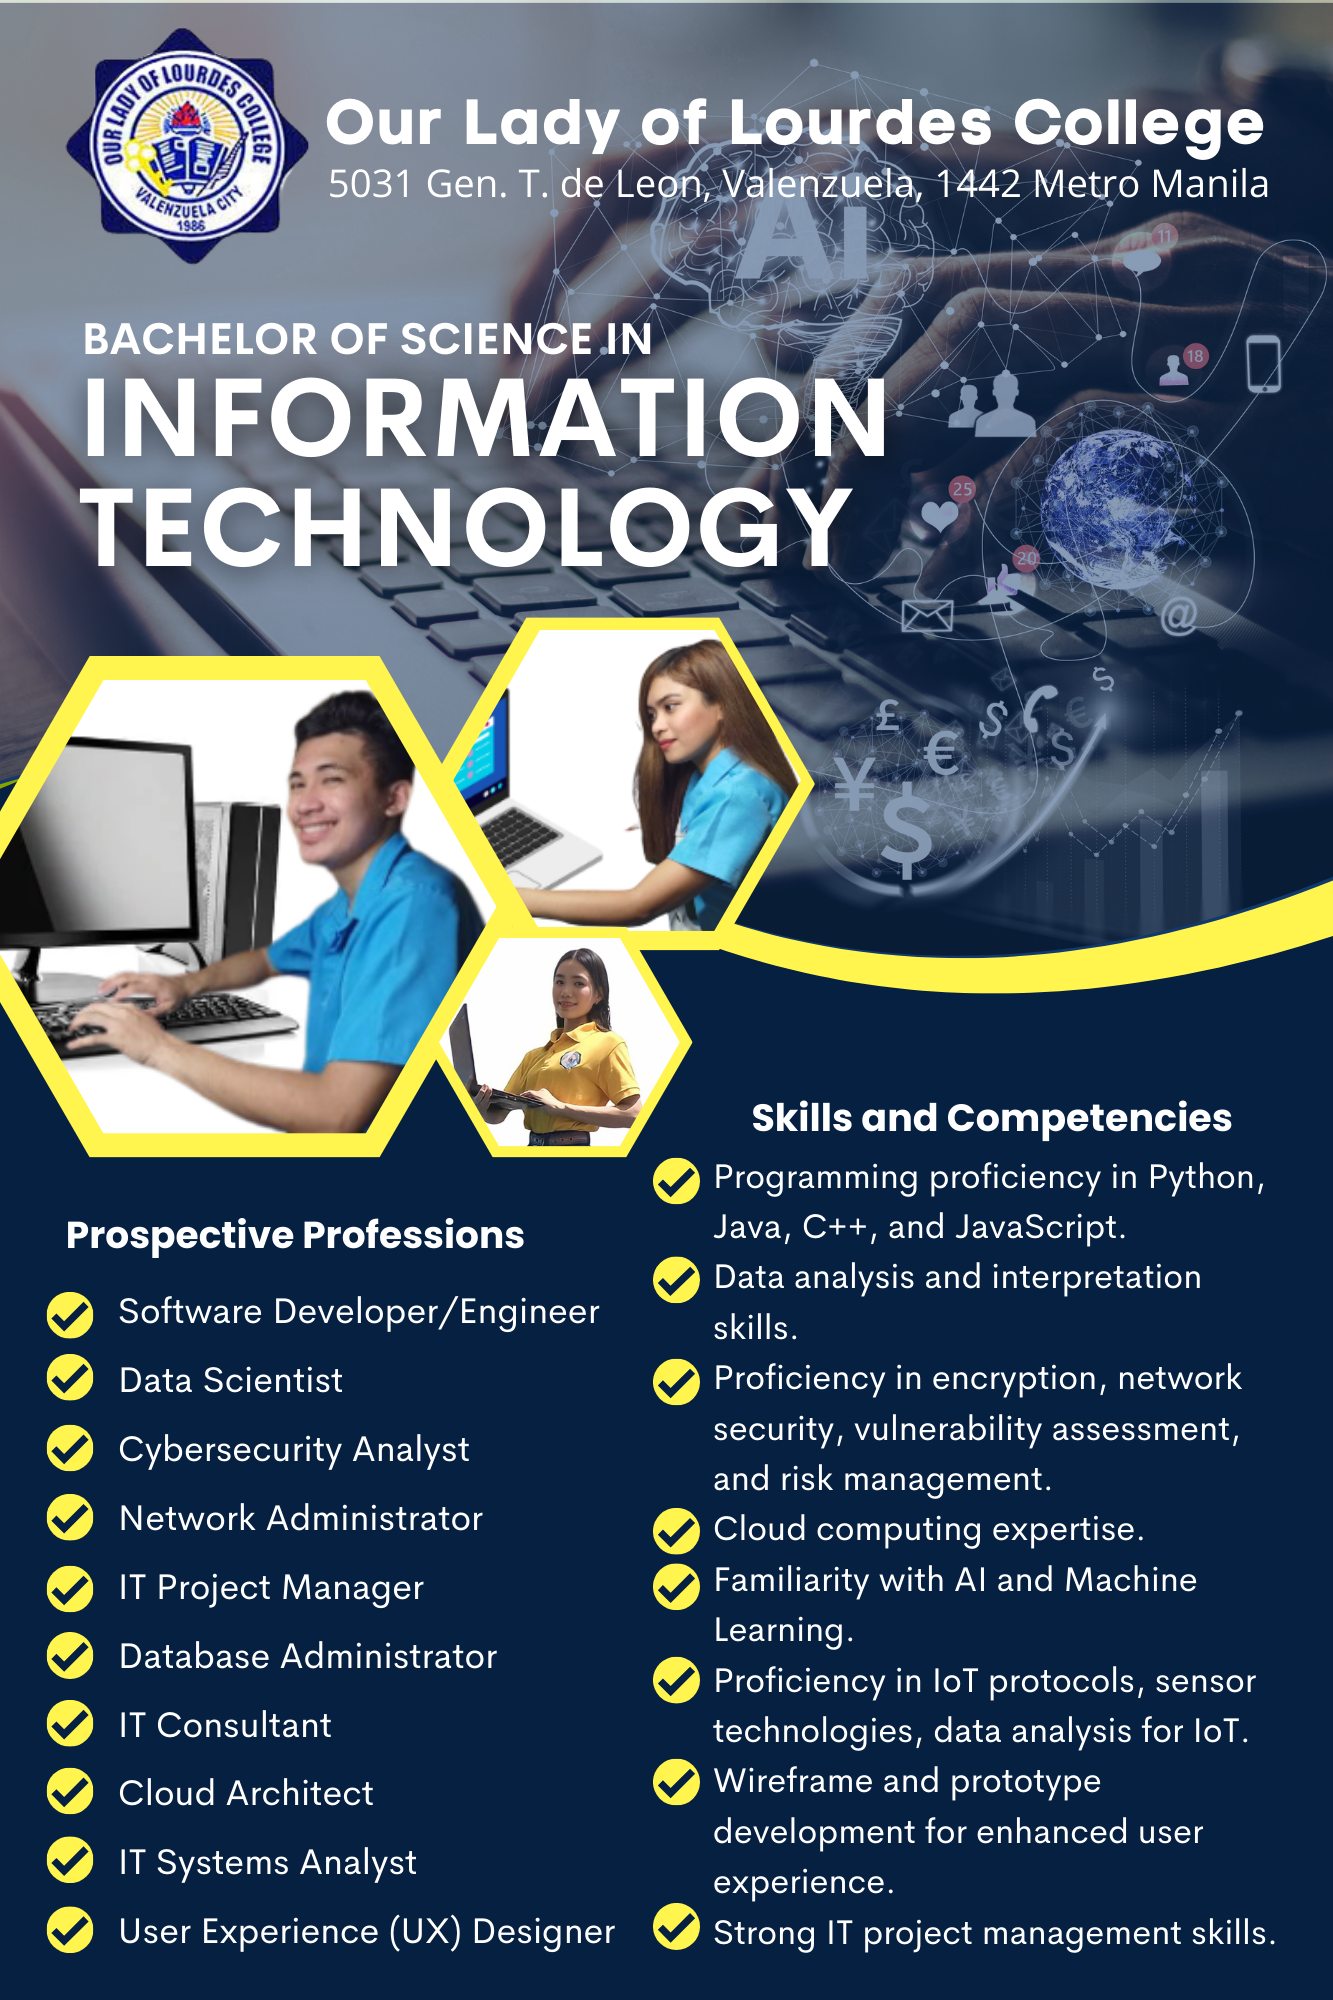 OUR LADY OF LOURDES COLLEGE
VALENZUELA CITY
1986
Our Lady of Lourdes College
5031 Gen. T. de Leon, Valenzuela, 1442 Metro Manila
AI
11
18
25
20
@
BACHELOR OF SCIENCE IN
INFORMATION
TECHNOLOGY
£
€
$
$
$
¥
$
Prospective Professions
Software Developer/Engineer
Data Scientist
Cybersecurity Analyst
Network Administrator
IT Project Manager
Database Administrator
IT Consultant
Cloud Architect
IT Systems Analyst
User Experience (UX) Designer
Skills and Competencies
Programming proficiency in Python,
Java, C++, and JavaScript.
Data analysis and interpretation
skills.
Proficiency in encryption, network
security, vulnerability assessment,
and risk management.
Cloud computing expertise.
Familiarity with AI and Machine
Learning.
Proficiency in IoT protocols, sensor
technologies, data analysis for IoT.
Wireframe and prototype
development for enhanced user
experience.
Strong IT project management skills.